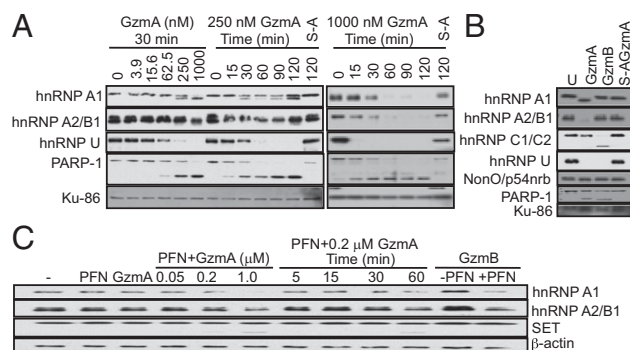 A
GzmA (nM)
30 min
250 nM GzmA
Time (min)
S-A
1000 nM GzmA
Time (min)
S-A
0 3.9 15.6 62.5 250 1000 0 15 30 60 90 120 120
0 15 30 60 90 120 120
hnRNP A1
hnRNP A2/B1
hnRNP U
PARP-1
Ku-86
B
U GzmA GzmB S-AGzmA
hnRNP A1
hnRNP A2/B1
hnRNP C1/C2
hnRNP U
NonO/p54nrb
PARP-1
Ku-86
C
PFN+GzmA (μM)
PFN+0.2 μM GzmA
Time (min)
GzmB
- PFN GzmA 0.05 0.2 1.0 5 15 30 60 -PFN +PFN
hnRNP A1
hnRNP A2/B1
SET
β-actin